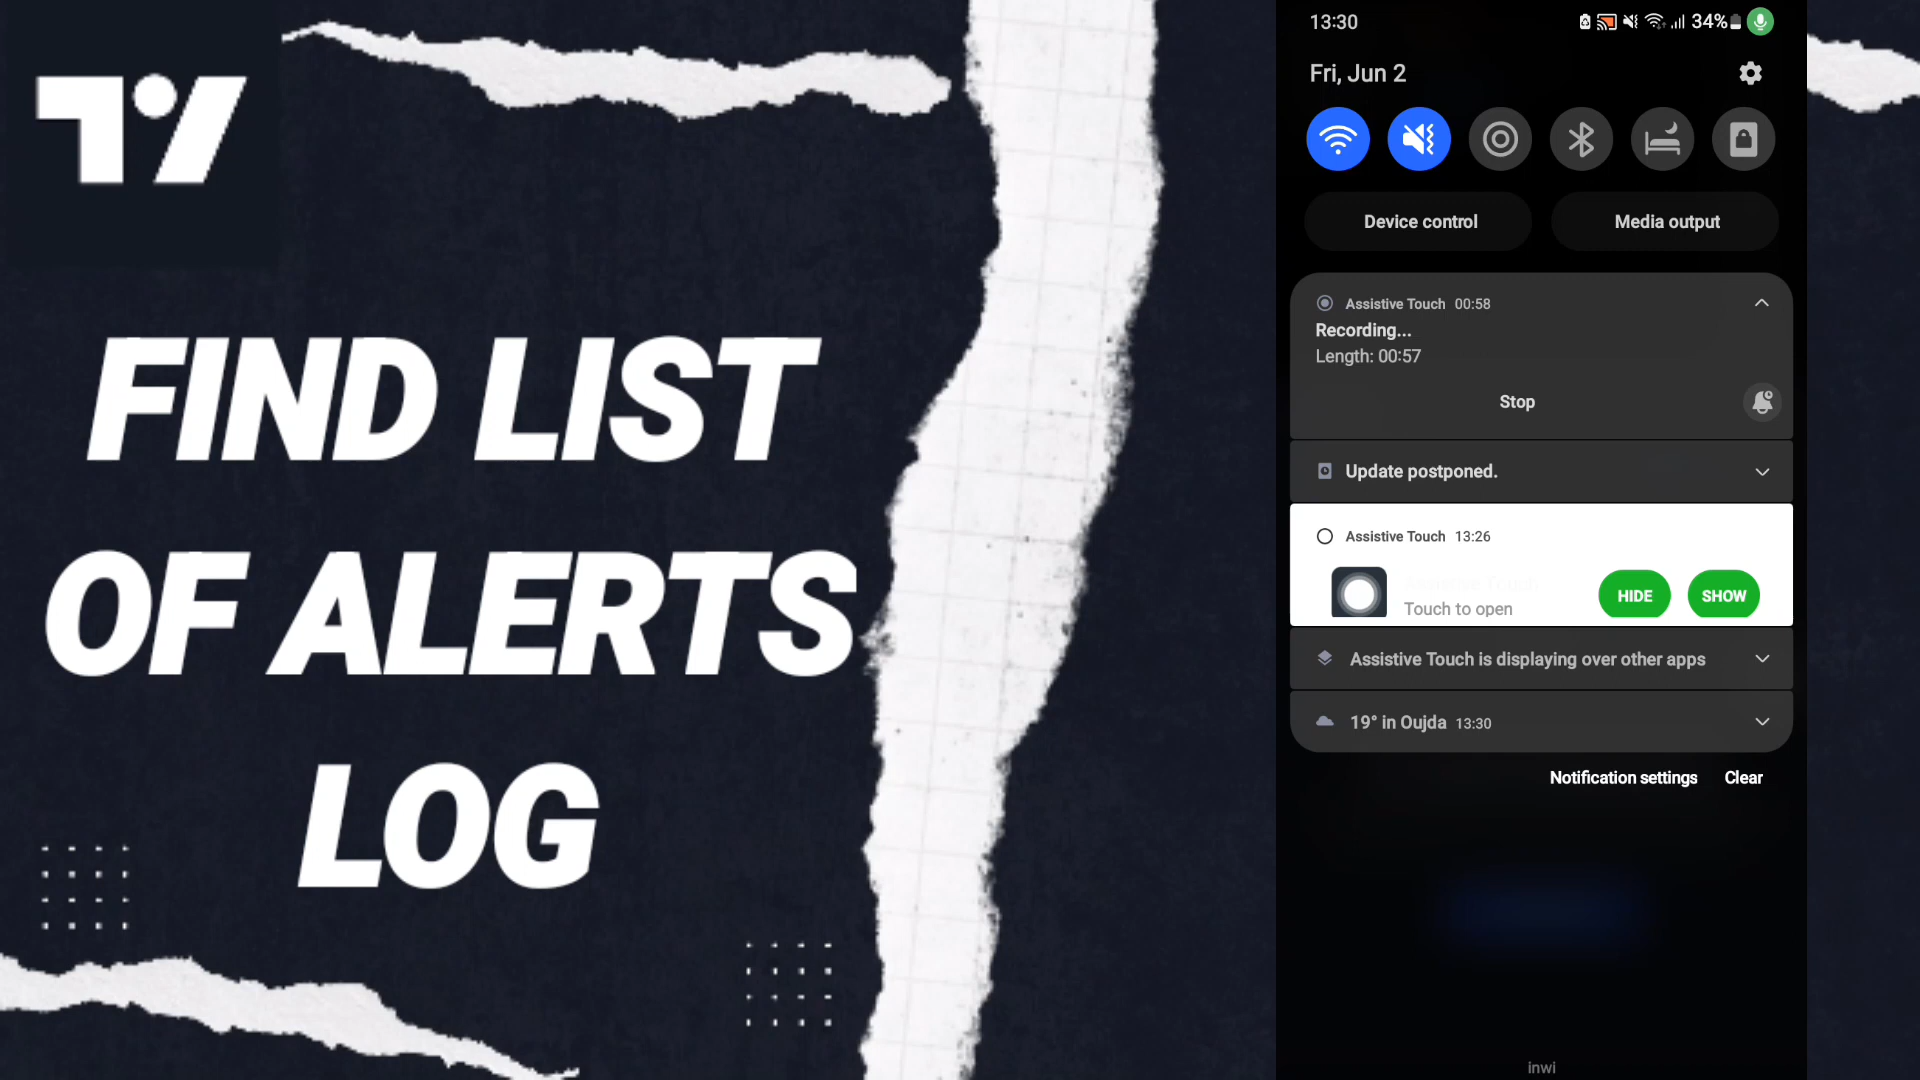 FIND LIST
OF ALERTS
LOG
13:30
34%
Fri, Jun 2
Device control
Media output
Assistive Touch 00:58
Recording...
Length: 00:57
Stop
Update postponed.
Assistive Touch 13:26
Assistive Touch
Touch to open
HIDE
SHOW
Assistive Touch is displaying over other apps
19° in Oujda 13:30
Notification settings
Clear
inwi